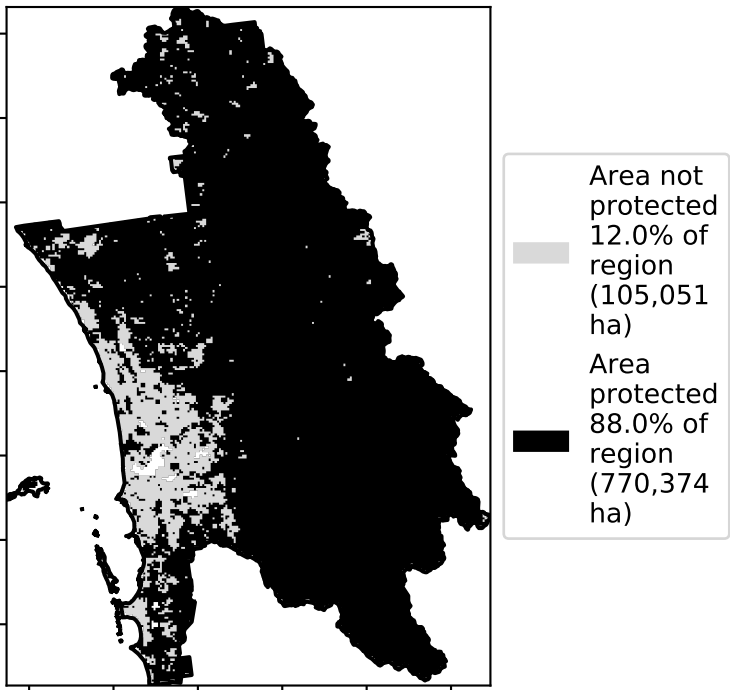 Area not
protected
12.0% of
region
(105,051
ha)
Area
protected
88.0% of
region
(770,374
ha)